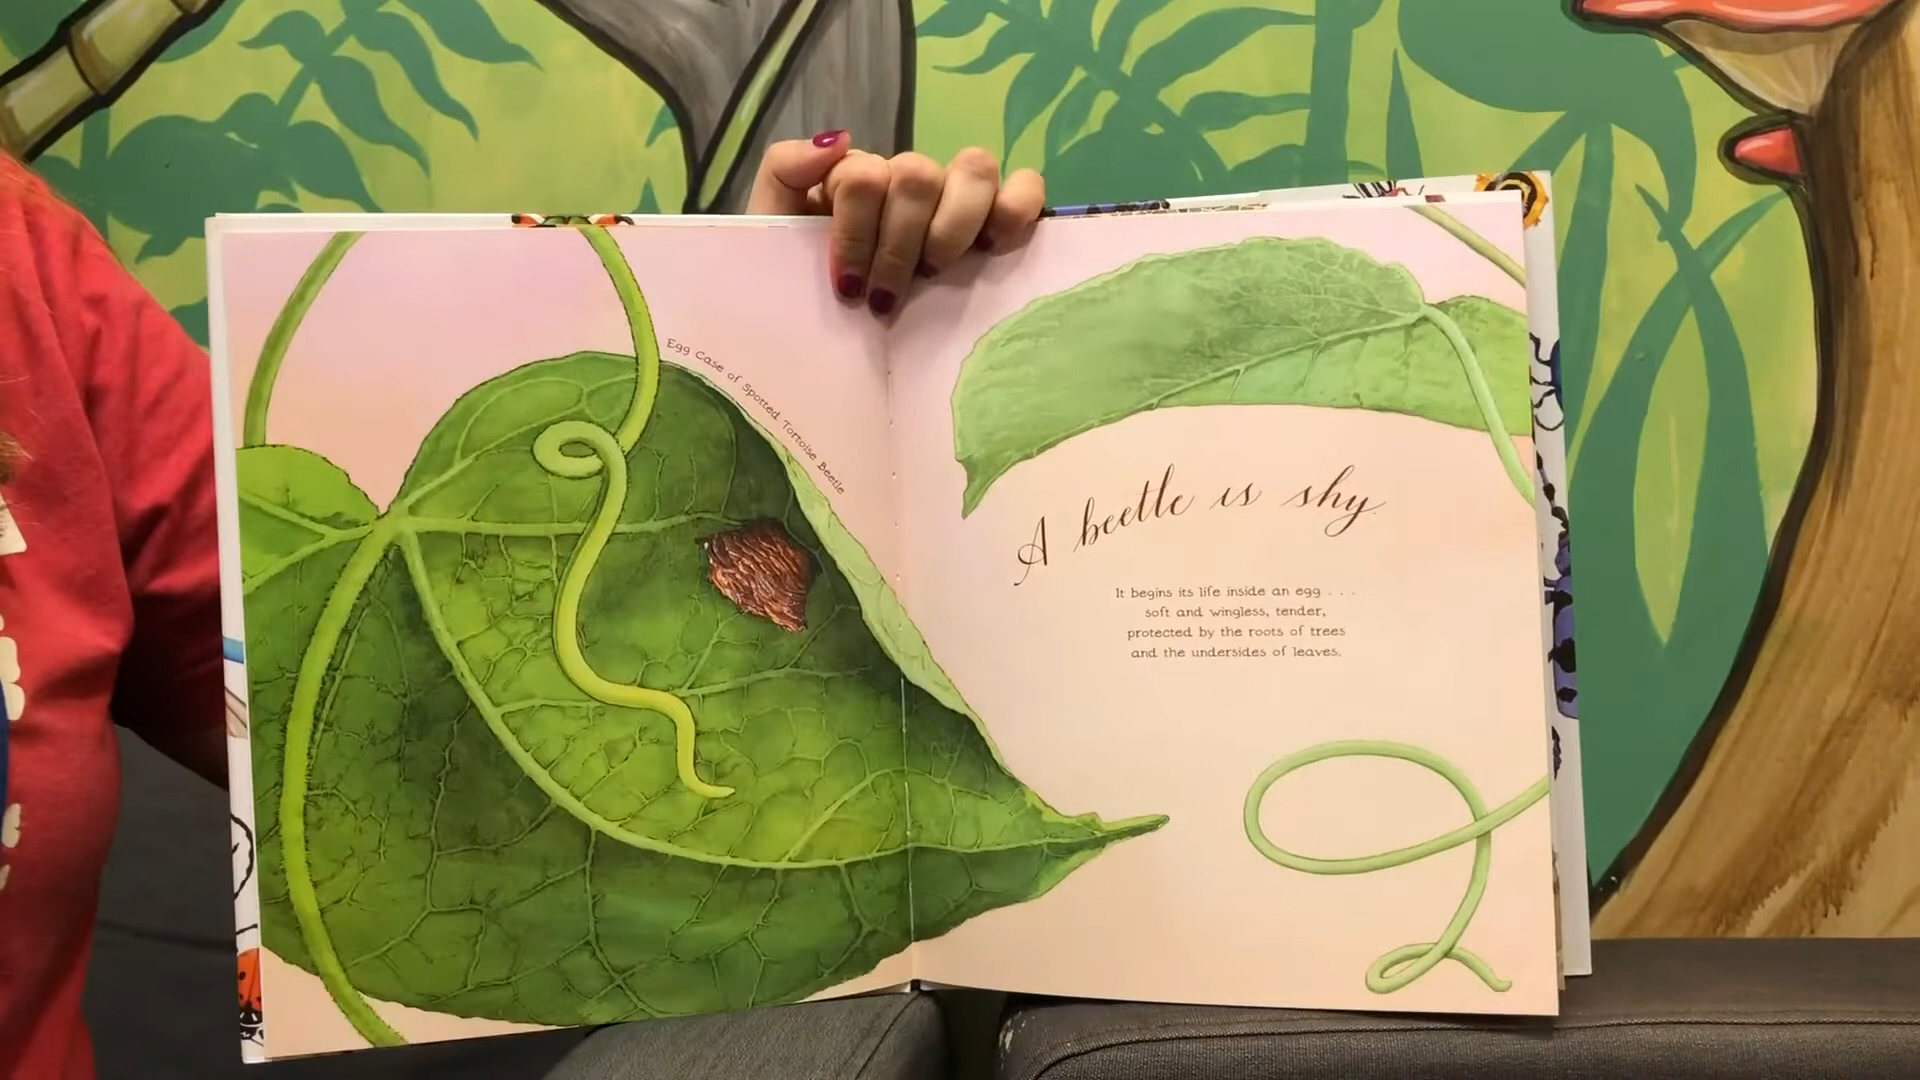 Egg Case of Spotted Tortoise Beetle
A beetle is shy.
It begins its life inside an egg . . .
soft and wingless, tender,
protected by the roots of trees
and the undersides of leaves.